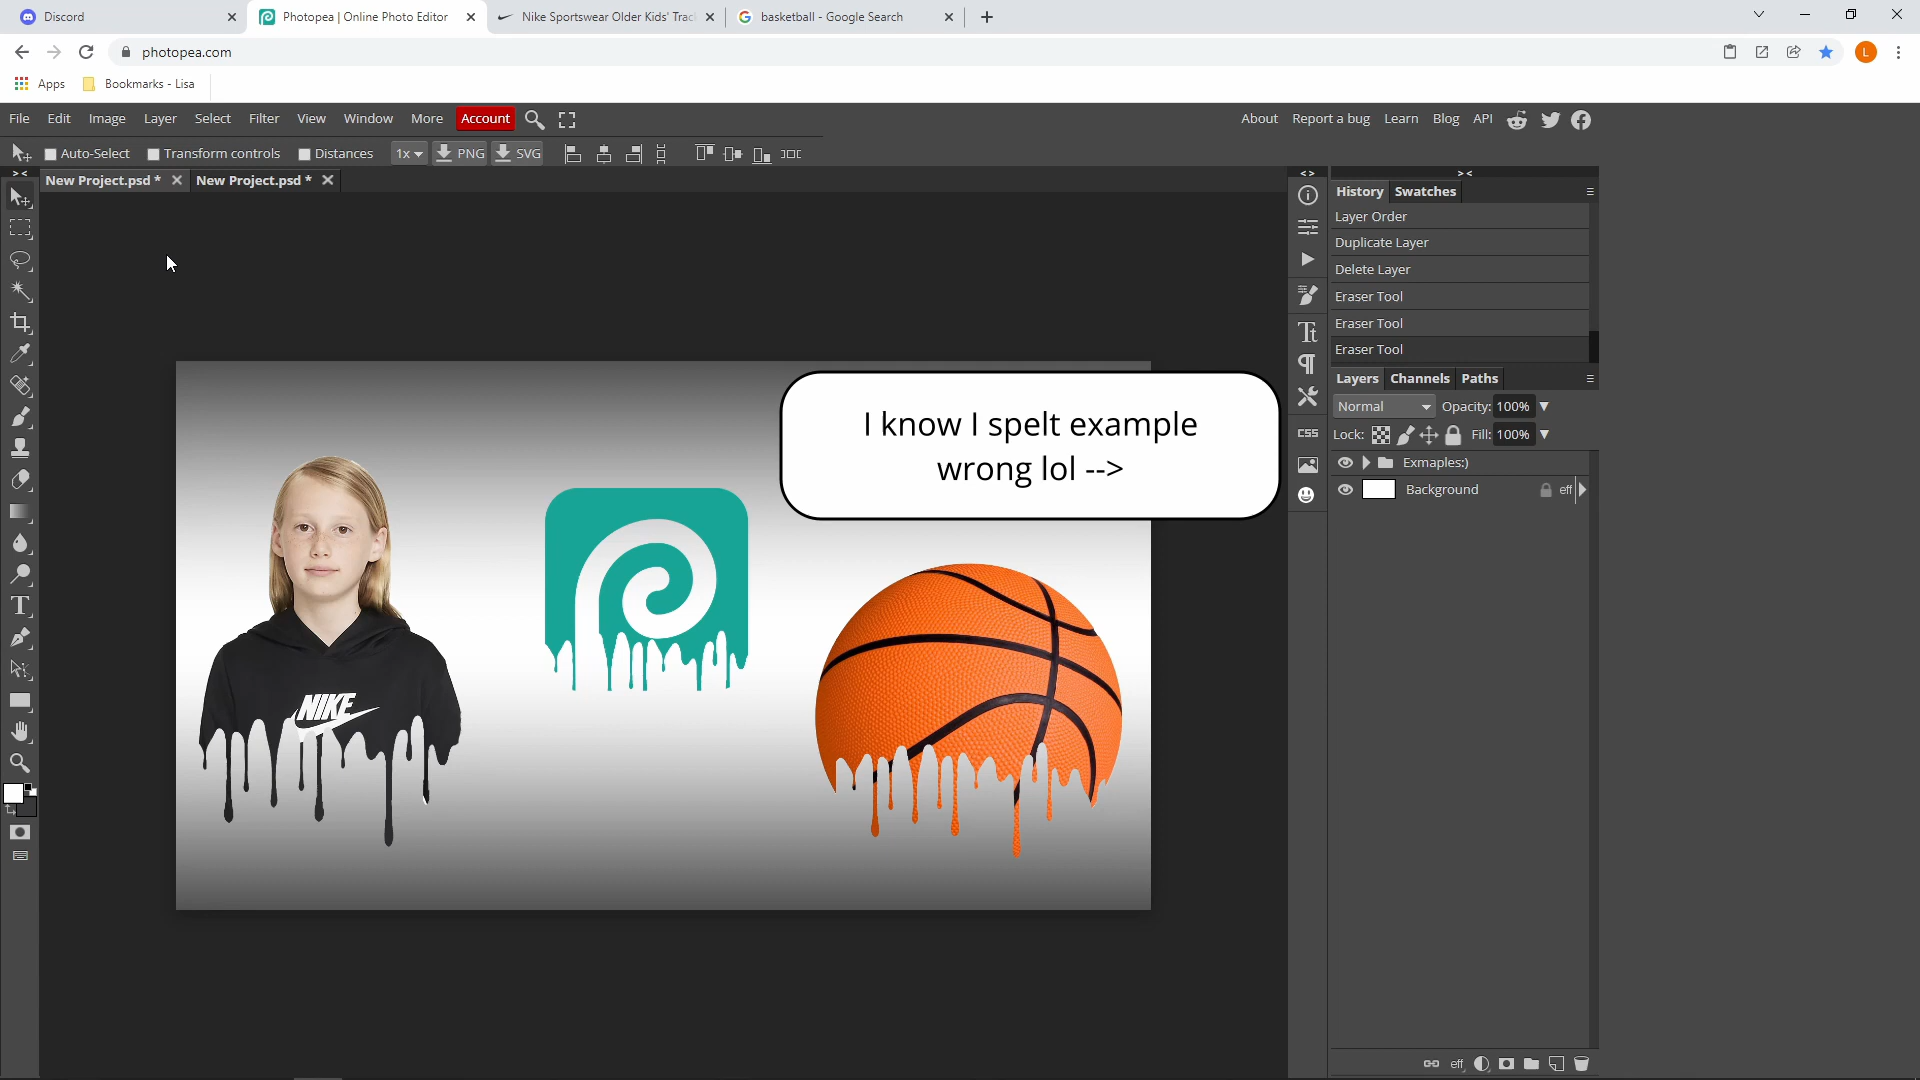 Discord
Photopea | Online Photo Editor
Nike Sportswear Older Kids' Trac
basketball - Google Search
photopea.com
L
Apps
Bookmarks - Lisa
File Edit Image Layer Select Filter View Window More Account
About Report a bug Learn Blog API
Auto-Select Transform controls Distances 1x PNG SVG
New Project.psd * New Project.psd *
History Swatches
Layer Order
Duplicate Layer
Delete Layer
Eraser Tool
Eraser Tool
Eraser Tool
Layers Channels Paths
Normal Opacity: 100%
Lock: Fill: 100%
CSS
Exmaples:)
Background eff
I know I spelt example
wrong lol -->
NIKE
eff